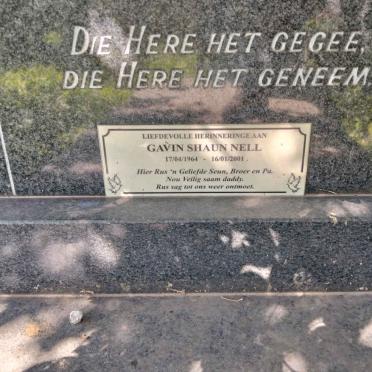 Die Here het gegee,
die Here het geneem
LIEFDEVOLLE HERINNERINGE AAN
GAVIN SHAUN NELL
17/04/1964 - 16/01/2001
Hier Rus 'n Geliefde Seun, Broer en Pa.
Nou Veilig saam daddy.
Rus sag tot ons weer ontmoet.